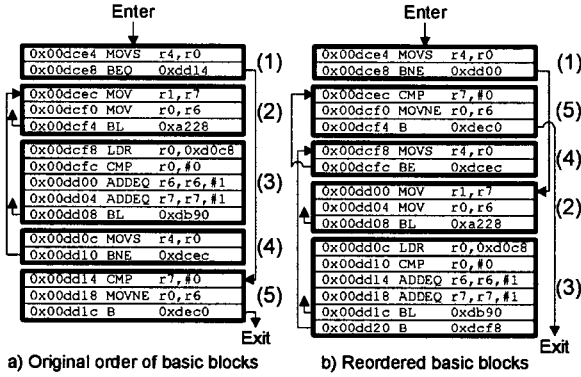 Enter
0x00dce4 MOVS r4,r0
0x00dce8 BEQ 0xdd14
(1)
0x00dcec MOV r1,r7
0x00dcf0 MOV r0,r6
0x00dcf4 BL 0xa228
(2)
0x00dcf8 LDR r0,0xd0c8
0x00dcfc CMP r0,#0
0x00dd00 ADDEQ r6,r6,#1
0x00dd04 ADDEQ r7,r7,#1
0x00dd08 BL 0xdb90
(3)
0x00dd0c MOVS r4,r0
0x00dd10 BNE 0xdcec
(4)
0x00dd14 CMP r7,#0
0x00dd18 MOVNE r0,r6
0x00dd1c B 0xdec0
(5)
Exit
a) Original order of basic blocks
Enter
0x00dce4 MOVS r4,r0
0x00dce8 BNE 0xdd00
(1)
0x00dcec CMP r7,#0
0x00dcf0 MOVNE r0,r6
0x00dcf4 B 0xdec0
(5)
0x00dcf8 MOVS r4,r0
0x00dcfc BE 0xdcec
(4)
0x00dd00 MOV r1,r7
0x00dd04 MOV r0,r6
0x00dd08 BL 0xa228
(2)
0x00dd0c LDR r0,0xd0c8
0x00dd10 CMP r0,#0
0x00dd14 ADDEQ r6,r6,#1
0x00dd18 ADDEQ r7,r7,#1
0x00dd1c BL 0xdb90
0x00dd20 B 0xdcf8
(3)
Exit
b) Reordered basic blocks